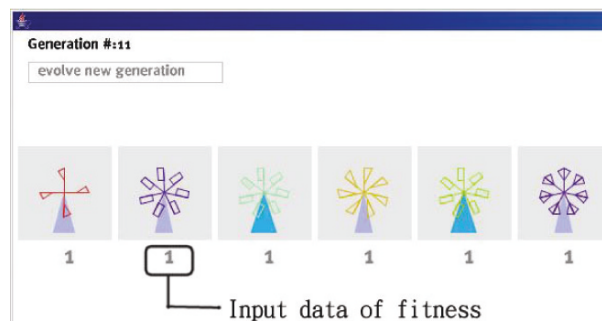 Generation #:11
evolve new generation
1 1 1 1 1 1
Input data of fitness